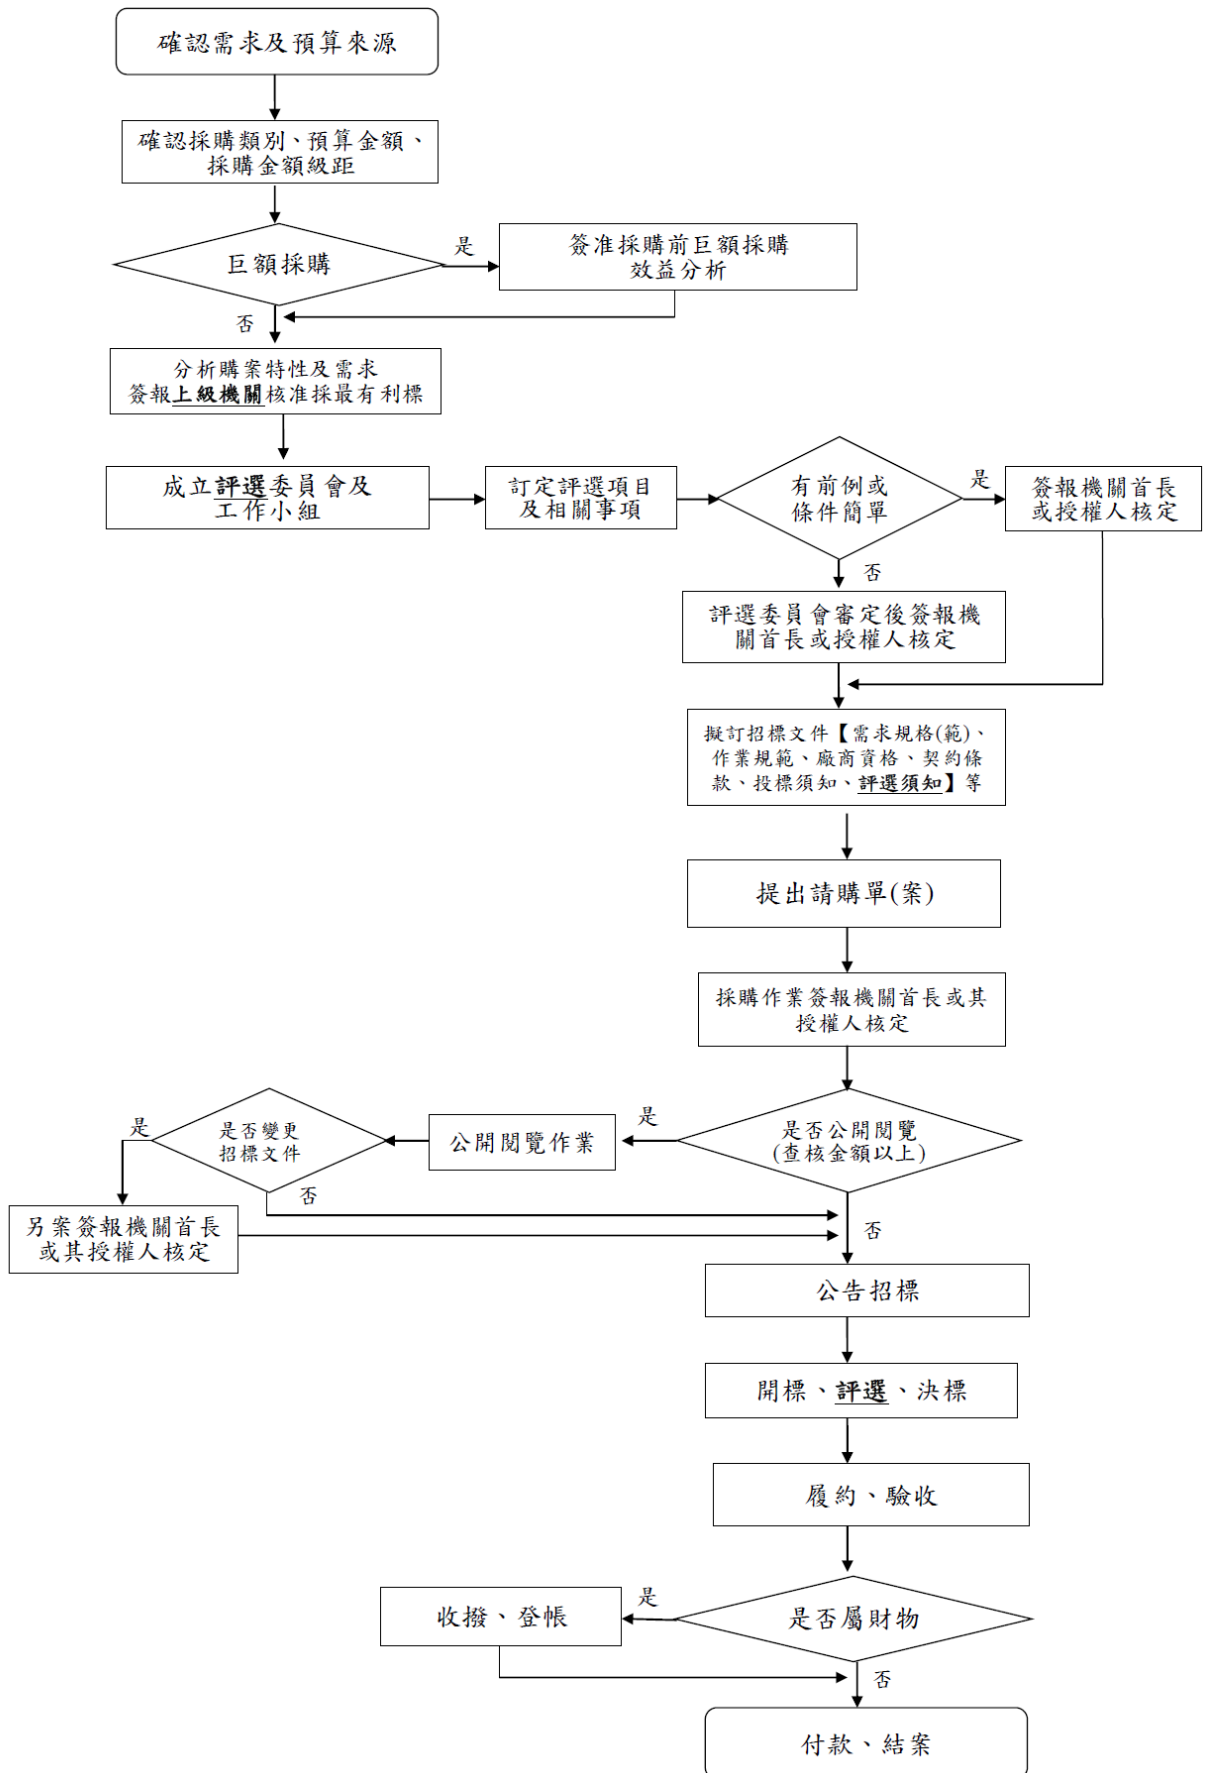 確認需求及預算來源
確認採購類別、預算金額、
採購金額級距
巨額採購
是
簽准採購前巨額採購
效益分析
否
分析購案特性及需求
簽報上級機關核准採最有利標
成立評選委員會及
工作小組
訂定評選項目
及相關事項
有前例或
條件簡單
是
簽報機關首長
或授權人核定
否
評選委員會審定後簽報機
關首長或授權人核定
擬訂招標文件【需求規格(範)、
作業規範、廠商資格、契約條
款、投標須知、評選須知】等
提出請購單(案)
採購作業簽報機關首長或其
授權人核定
是否公開閱覽
(查核金額以上)
是
公開閱覽作業
是否變更
招標文件
是
否
另案簽報機關首長
或其授權人核定
否
公告招標
開標、評選、決標
履約、驗收
是否屬財物
是
收撥、登帳
否
付款、結案